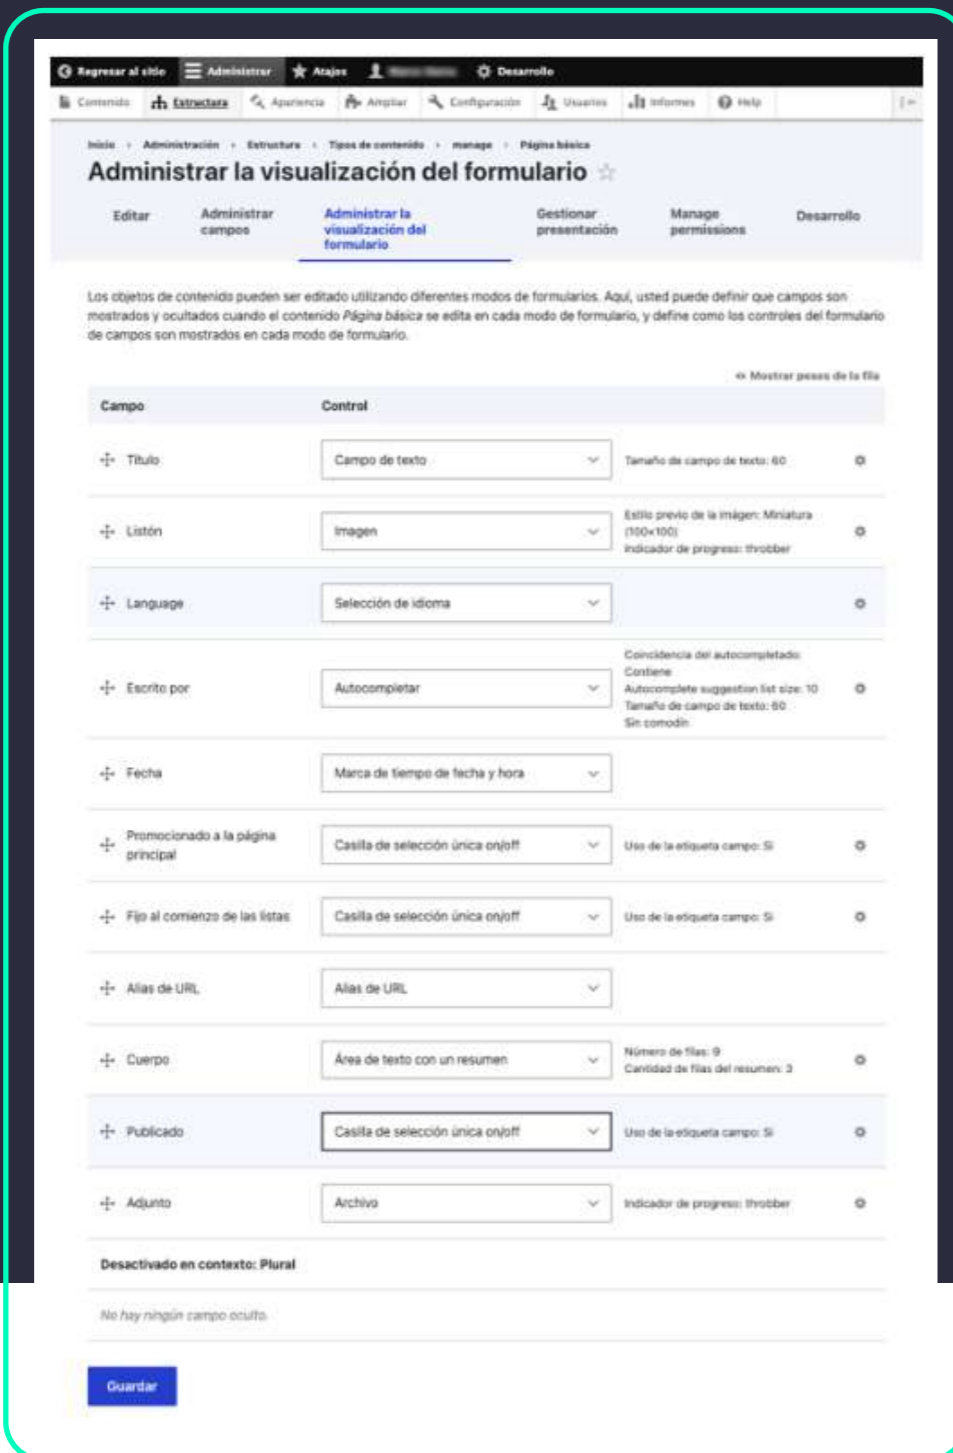 Regresar al sitio Administrar Atajos Desarrollo
Contenido Estructura Apariencia Ampliar Configuración Usuarios Informes Help
Inicio › Administración › Estructura › Tipos de contenido › manage › Página básica
Administrar la visualización del formulario
Editar
Administrar
campos
Administrar la
visualización del
formulario
Gestionar
presentación
Manage
permissions
Desarrollo
Los objetos de contenido pueden ser editado utilizando diferentes modos de formularios. Aquí, usted puede definir que campos son
mostrados y ocultados cuando el contenido Página básica se edita en cada modo de formulario, y define como los controles del formulario
de campos son mostrados en cada modo de formulario.
Mostrar pesos de la fila
Campo Control
Título Campo de texto Tamaño de campo de texto: 60
Listón Imagen
Estilo previo de la imágen: Miniatura
(100×100)
Indicador de progreso: throbber
Language Selección de idioma
Escrito por Autocompletar
Coincidencia del autocompletado:
Contiene
Autocomplete suggestion list size: 10
Tamaño de campo de texto: 60
Sin comodín
Fecha Marca de tiempo de fecha y hora
Promocionado a la página
principal
Casilla de selección única on/off Uso de la etiqueta campo: Sí
Fijo al comienzo de las listas Casilla de selección única on/off Uso de la etiqueta campo: Sí
Alias de URL Alias de URL
Cuerpo Área de texto con un resumen
Número de filas: 9
Cantidad de filas del resumen: 3
Publicado Casilla de selección única on/off Uso de la etiqueta campo: Sí
Adjunto Archivo Indicador de progreso: throbber
Desactivado en contexto: Plural
No hay ningún campo oculto.
Guardar